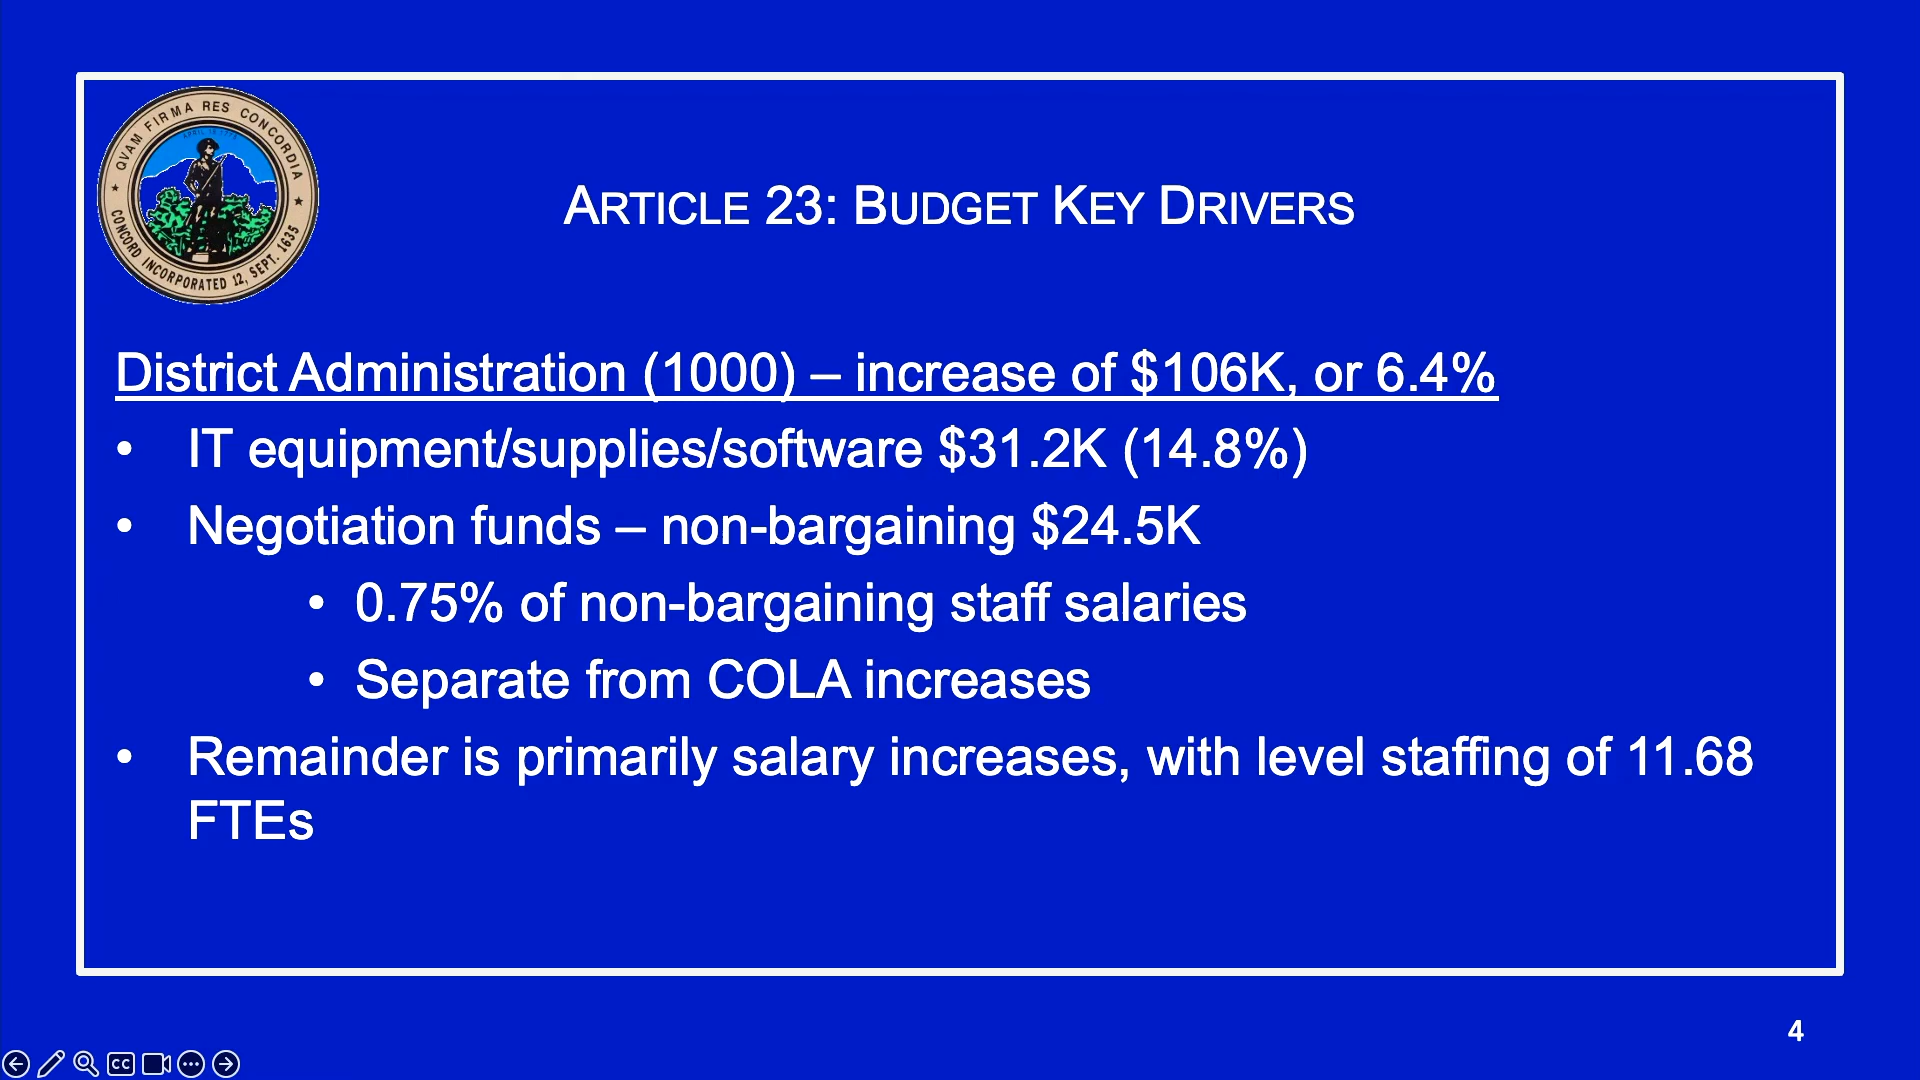 QVAM FIRMA RES CONCORDIA
CONCORD INCORPORATED 12, SEPT. 1635
ARTICLE 23: BUDGET KEY DRIVERS
District Administration (1000) – increase of $106K, or 6.4%
• IT equipment/supplies/software $31.2K (14.8%)
• Negotiation funds – non-bargaining $24.5K
• 0.75% of non-bargaining staff salaries
• Separate from COLA increases
• Remainder is primarily salary increases, with level staffing of 11.68
FTEs
4
CC